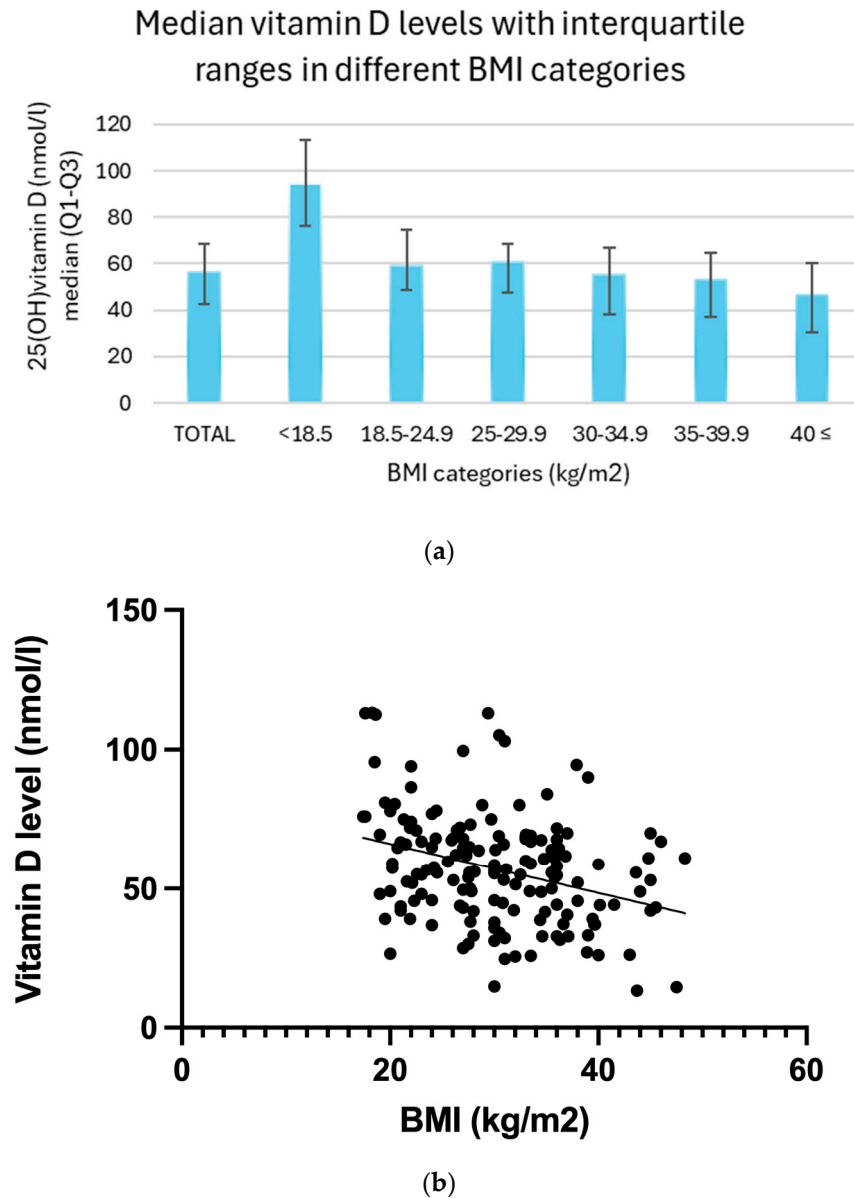 Median vitamin D levels with interquartile
ranges in different BMI categories
25(OH)vitamin D (nmol/l)
median (Q1-Q3)
120
100
80
60
40
20
0
TOTAL <18.5 18.5-24.9 25-29.9 30-34.9 35-39.9 40 ≤
BMI categories (kg/m2)
(a)
Vitamin D level (nmol/l)
150
100
50
0
0 20 40 60
BMI (kg/m2)
(b)